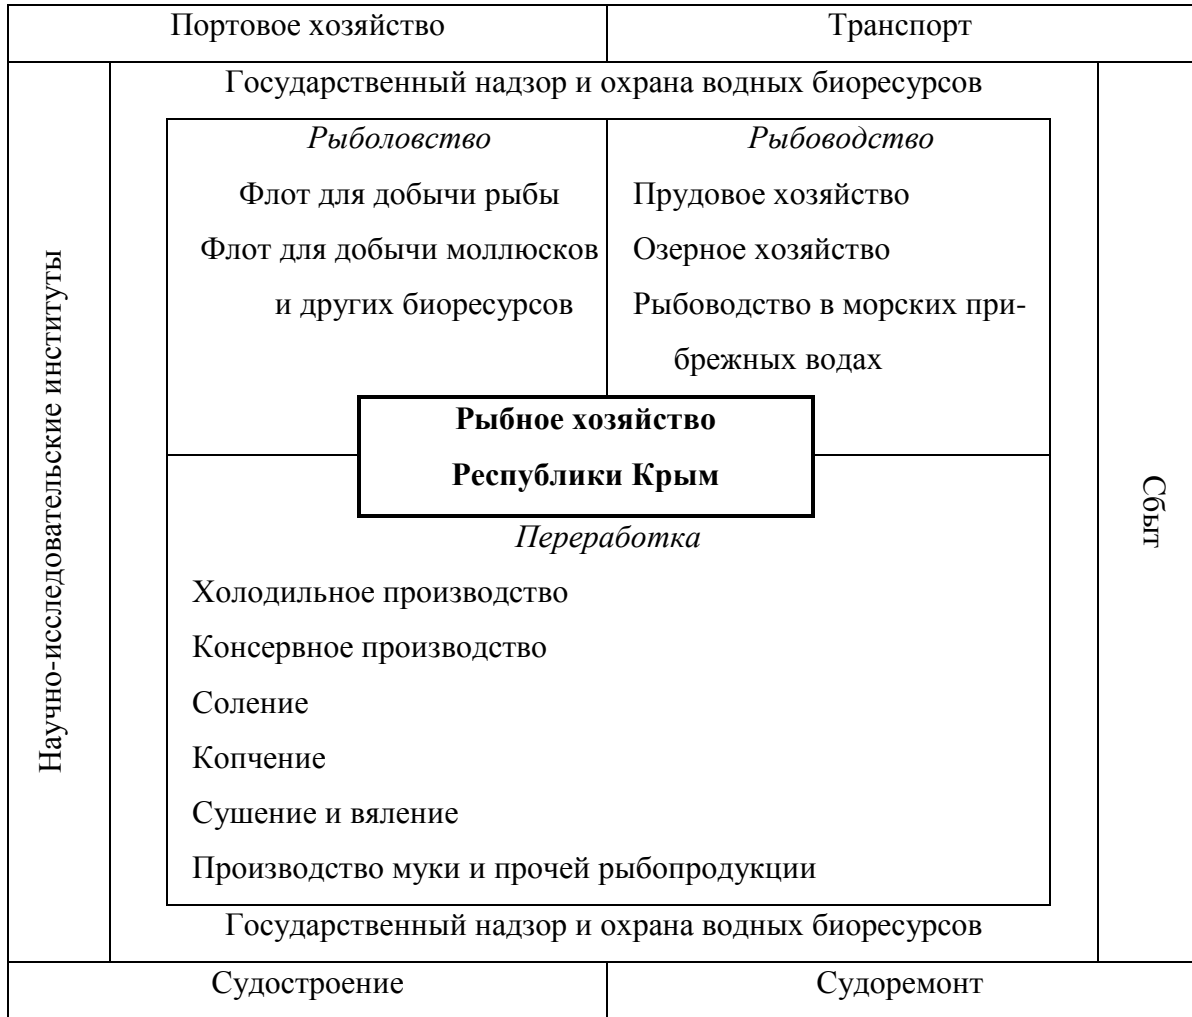 Портовое хозяйство
Транспорт
Научно-исследовательские институты
Государственный надзор и охрана водных биоресурсов
Рыболовство
Флот для добычи рыбы
Флот для добычи моллюсков
и других биоресурсов
Рыбоводство
Прудовое хозяйство
Озерное хозяйство
Рыбоводство в морских при-
брежных водах
Рыбное хозяйство
Республики Крым
Переработка
Холодильное производство
Консервное производство
Соление
Копчение
Сушение и вяление
Производство муки и прочей рыбопродукции
Государственный надзор и охрана водных биоресурсов
Сбыт
Судостроение
Судоремонт